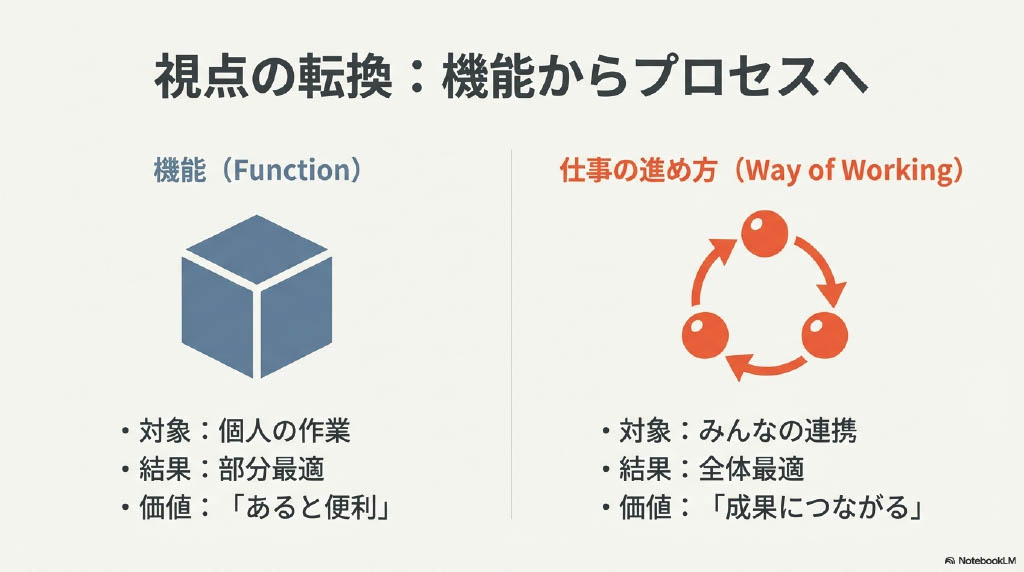 視点の転換：機能からプロセスへ
機能（Function）
・対象：個人の作業
・結果：部分最適
・価値：「あると便利」
仕事の進め方（Way of Working）
・対象：みんなの連携
・結果：全体最適
・価値：「成果につながる」
NotebookLM